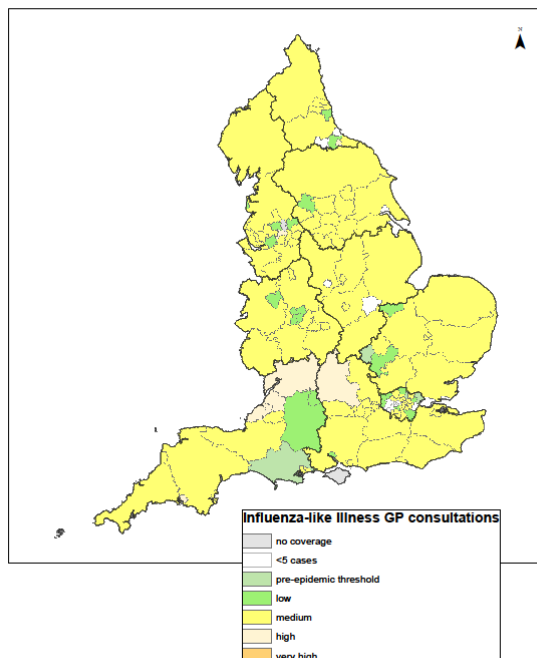 N
Influenza-like Illness GP consultations
no coverage
<5 cases
pre-epidemic threshold
low
medium
high
very high